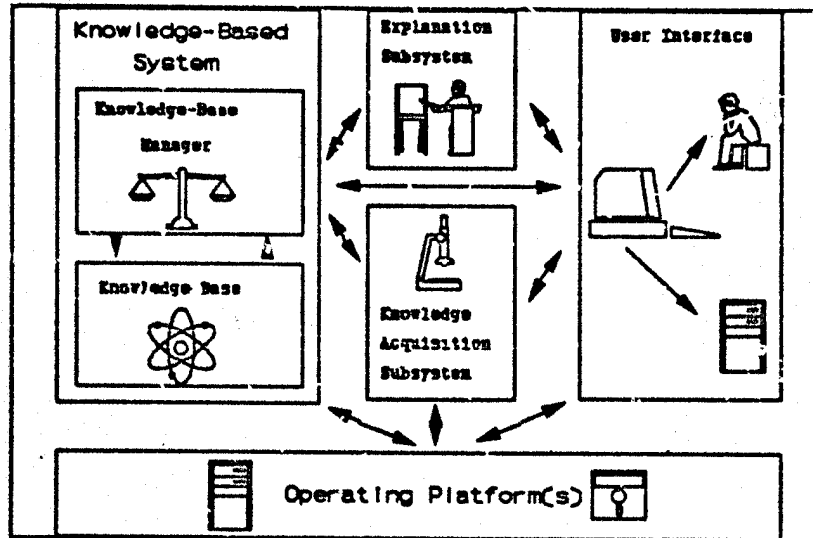 Knowledge-Based
System
Knowledge-Base
Manager
Knowledge Base
Explanation
Subsystem
Knowledge
Acquisition
Subsystem
User Interface
Operating Platform(s)